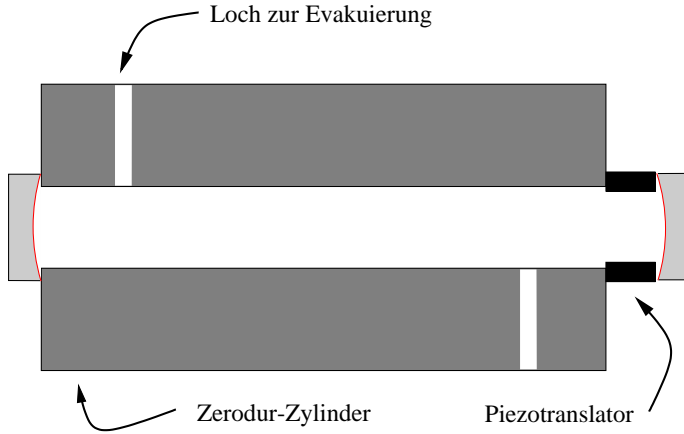 Loch zur Evakuierung
Zerodur-Zylinder
Piezotranslator